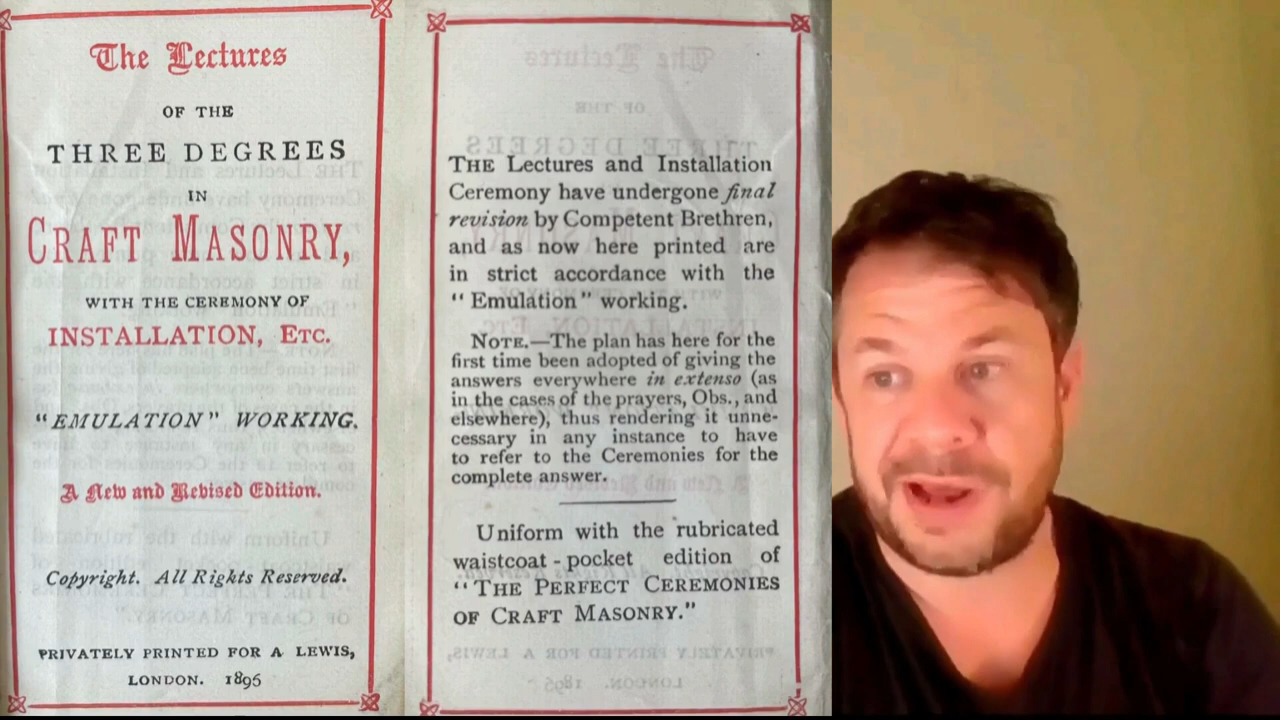 The Lectures
OF THE
THREE DEGREES
IN
CRAFT MASONRY,
WITH THE CEREMONY OF
INSTALLATION, ETC.
"EMULATION" WORKING.
A New and Revised Edition.
Copyright. All Rights Reserved.
PRIVATELY PRINTED FOR A LEWIS,
LONDON. 1896
THE Lectures and Installation
Ceremony have undergone final
revision by Competent Brethren,
and as now here printed are
in strict accordance with the
"Emulation" working.
NOTE.—The plan has here for the
first time been adopted of giving the
answers everywhere in extenso (as
in the cases of the prayers, Obs., and
elsewhere), thus rendering it unne-
cessary in any instance to have
to refer to the Ceremonies for the
complete answer.
Uniform with the rubricated
waistcoat-pocket edition of
"THE PERFECT CEREMONIES
OF CRAFT MASONRY."